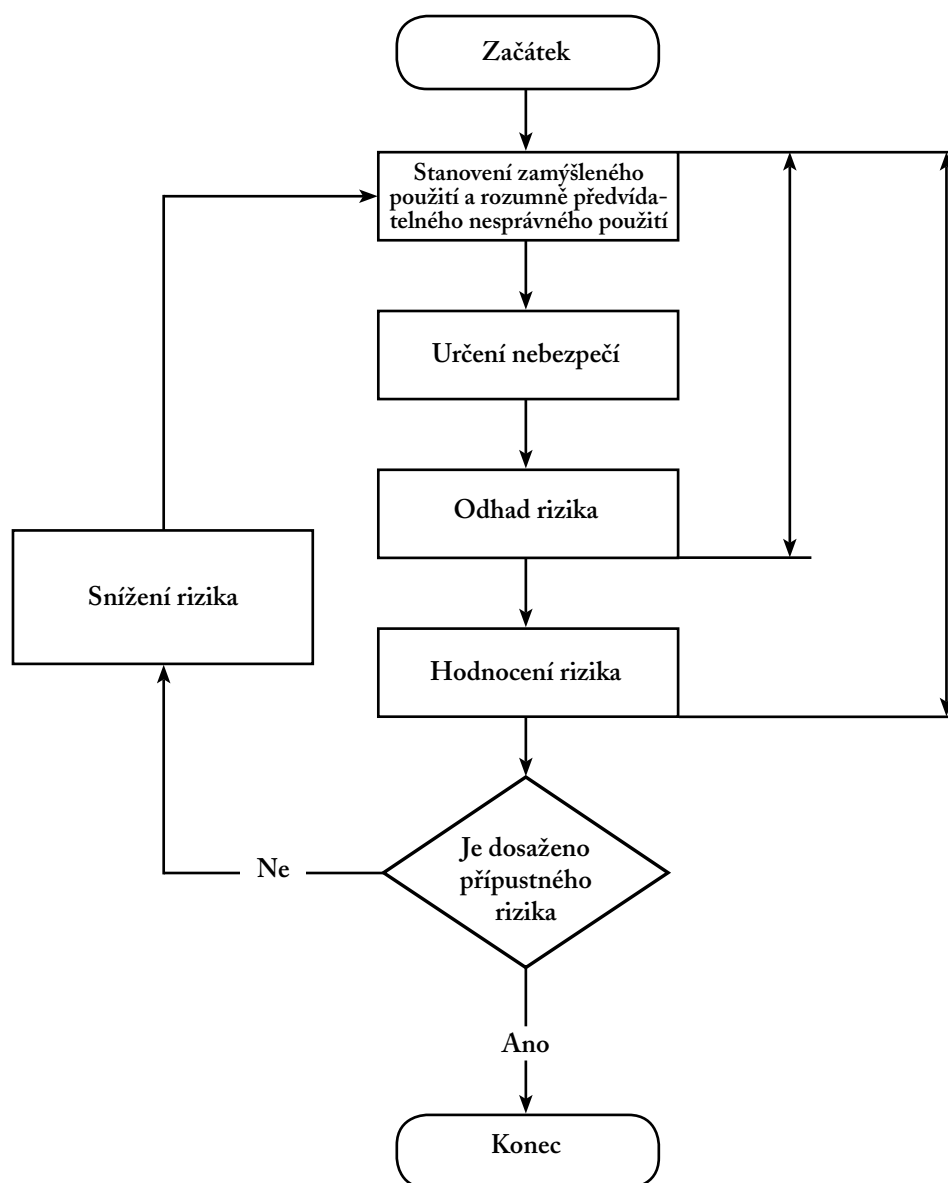 Začátek
Stanovení zamýšleného
použití a rozumně předvída-
telného nesprávného použití
Určení nebezpečí
Odhad rizika
Snížení rizika
Hodnocení rizika
Je dosaženo
přípustného
rizika
Ne
Ano
Konec